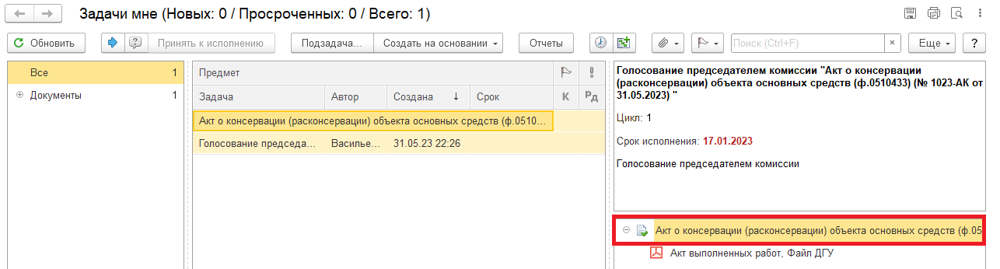 Задачи мне (Новых: 0 / Просроченных: 0 / Всего: 1)
Обновить
Принять к исполнению
Подзадача...
Создать на основании
Отчеты
Поиск (Ctrl+F)
×
Еще
?
Все 1
Документы 1
Предмет
Задача Автор Создана ↓ Срок К Рд
Акт о консервации (расконсервации) объекта основных средств (ф.0510...
Голосование председа... Василье... 31.05.23 22:26
Голосование председателем комиссии "Акт о консервации
(расконсервации) объекта основных средств (ф.0510433) (№ 1023-АК от
31.05.2023) "
Цикл: 1
Срок исполнения: 17.01.2023
Голосование председателем комиссии
Акт о консервации (расконсервации) объекта основных средств (ф.05
Акт выполненных работ, Файл ДГУ